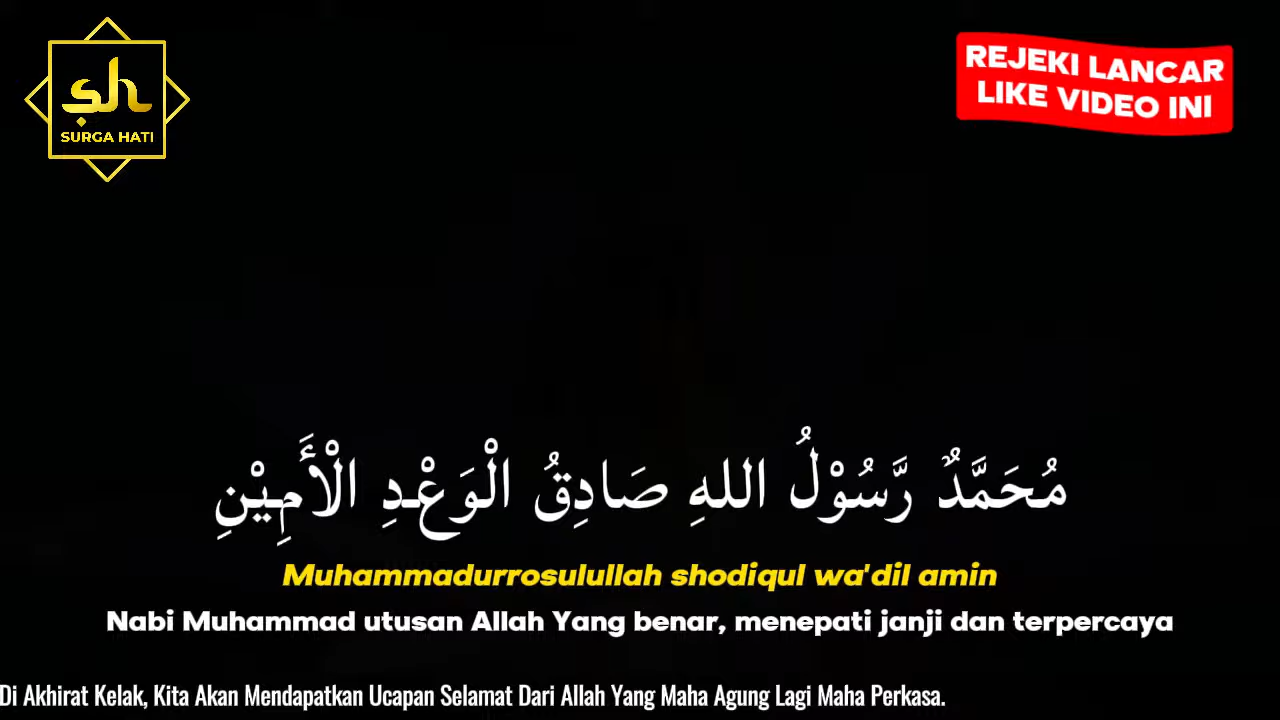 sh
SURGA HATI
REJEKI LANCAR
LIKE VIDEO INI
مُحَمَّدٌ رَّسُوْلُ اللهِ صَادِقُ الْوَعْدِ الْأَمِيْنِ
Muhammadurrosulullah shodiqul wa'dil amin
Nabi Muhammad utusan Allah Yang benar, menepati janji dan terpercaya
Di Akhirat Kelak, Kita Akan Mendapatkan Ucapan Selamat Dari Allah Yang Maha Agung Lagi Maha Perkasa.